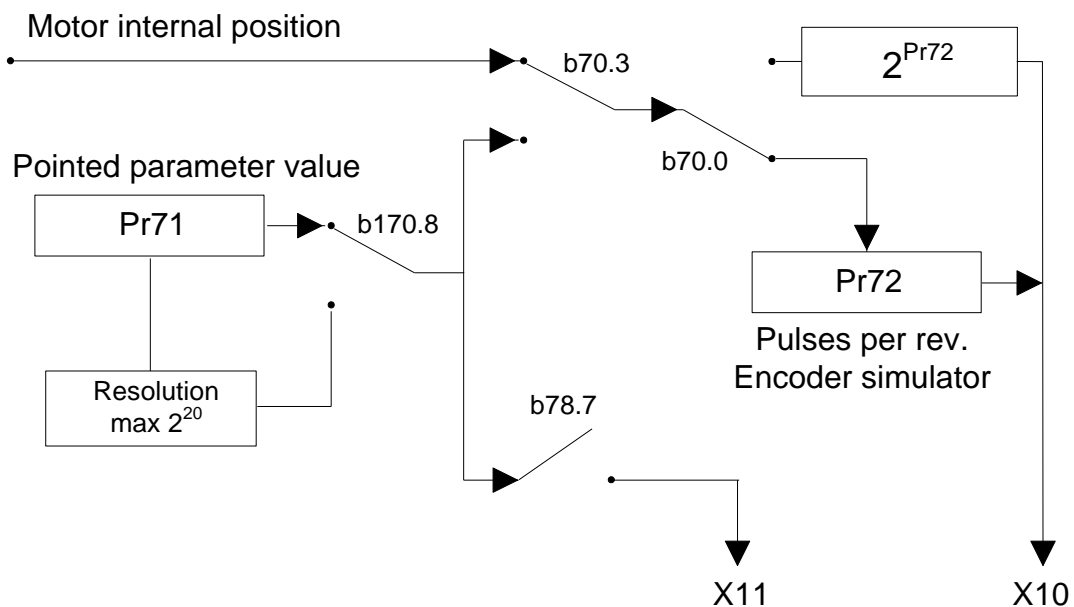 Motor internal position
b70.3
2^Pr72
b70.0
Pointed parameter value
Pr71
b170.8
Pr72
Pulses per rev.
Encoder simulator
Resolution
max 2^20
b78.7
X11
X10